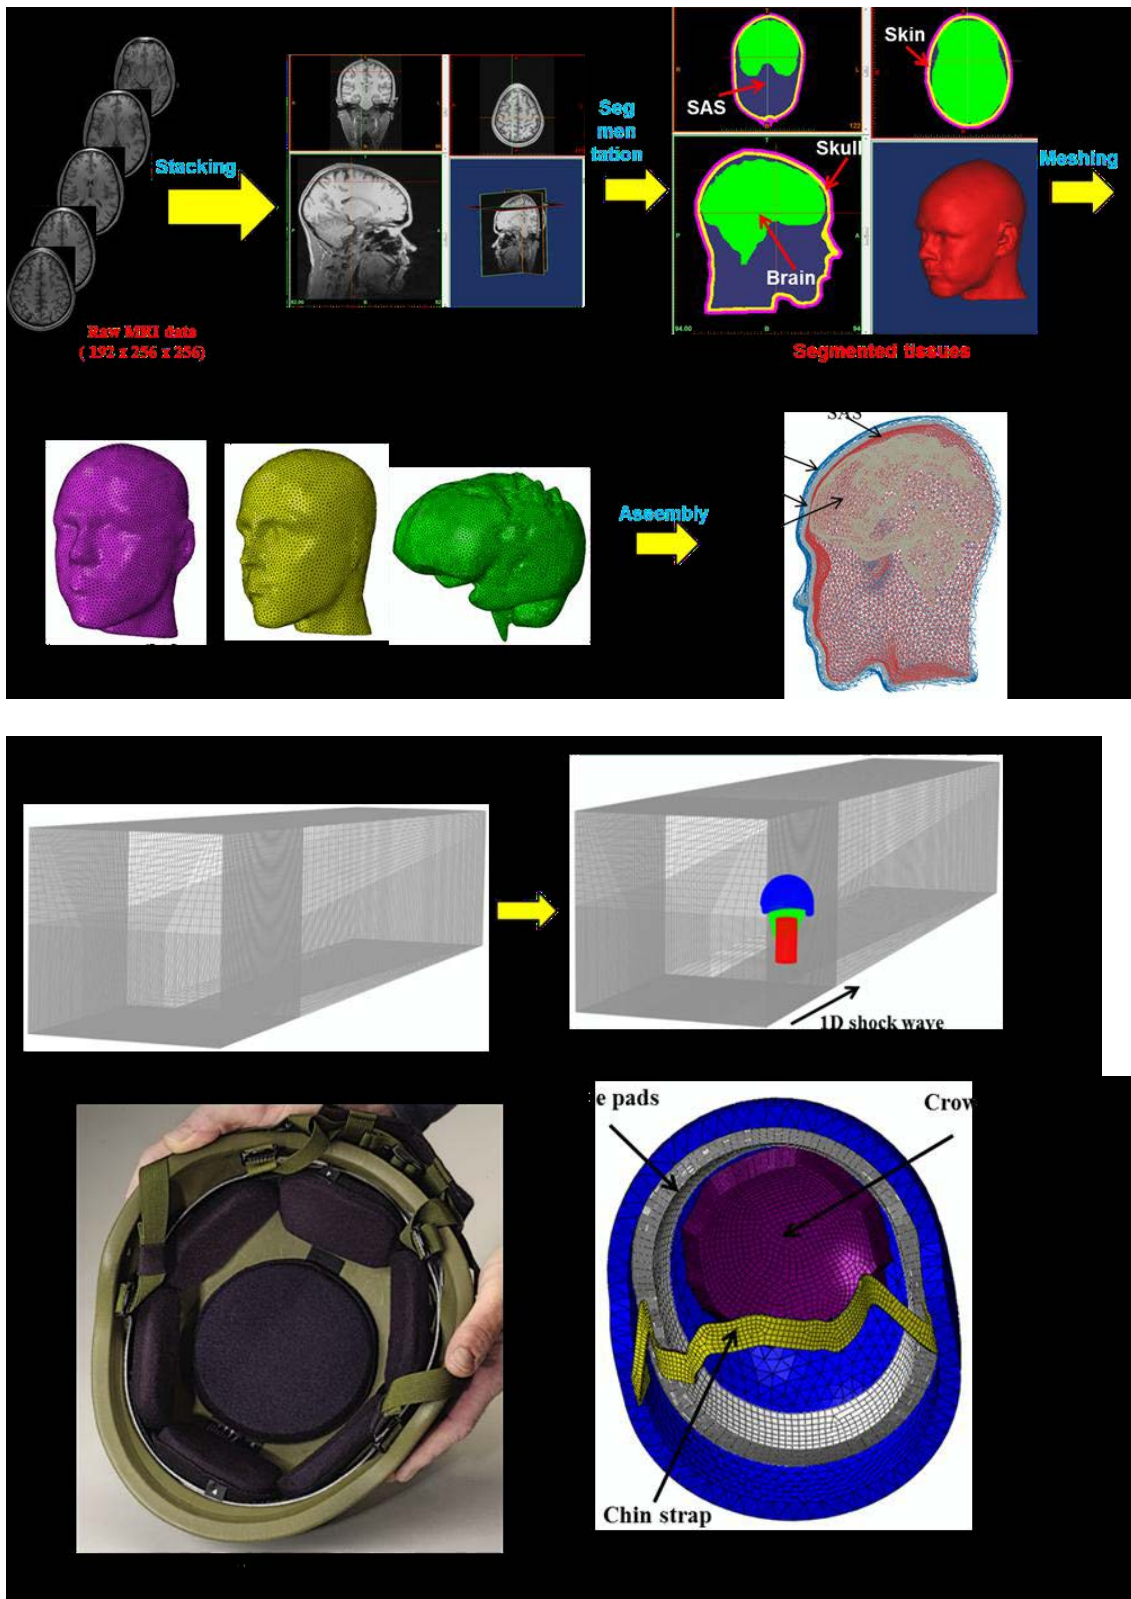 Stacking
Seg
men
tation
SAS
Skin
Skull
Brain
Meshing
Raw MRI data
( 192 x 256 x 256)
Segmented tissues
SAS
Assembly
1D shock wave
e pads
Crow
Chin strap